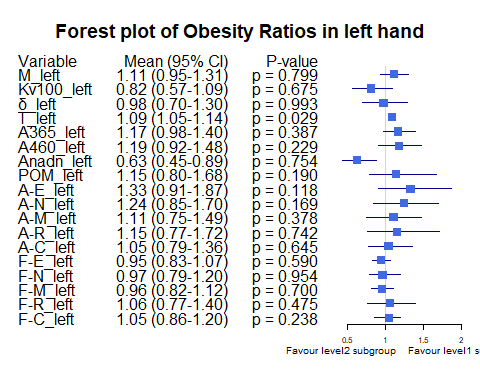 Forest plot of Obesity Ratios in left hand
Variable Mean (95% CI) P-value
M_left 1.11 (0.95-1.31) p = 0.799
Kv100_left 0.82 (0.57-1.09) p = 0.675
δ_left 0.98 (0.70-1.30) p = 0.993
T_left 1.09 (1.05-1.14) p = 0.029
A365_left 1.17 (0.98-1.40) p = 0.387
A460_left 1.19 (0.92-1.48) p = 0.229
Anadn_left 0.63 (0.45-0.89) p = 0.754
POM_left 1.15 (0.80-1.68) p = 0.190
A-E_left 1.33 (0.91-1.87) p = 0.118
A-N_left 1.24 (0.85-1.70) p = 0.169
A-M_left 1.11 (0.75-1.49) p = 0.378
A-R_left 1.15 (0.77-1.72) p = 0.742
A-C_left 1.05 (0.79-1.36) p = 0.645
F-E_left 0.95 (0.83-1.07) p = 0.590
F-N_left 0.97 (0.79-1.20) p = 0.954
F-M_left 0.96 (0.82-1.12) p = 0.700
F-R_left 1.06 (0.77-1.40) p = 0.475
F-C_left 1.05 (0.86-1.20) p = 0.238
0.5 1 1.5 2
Favour level2 subgroup Favour level1 s